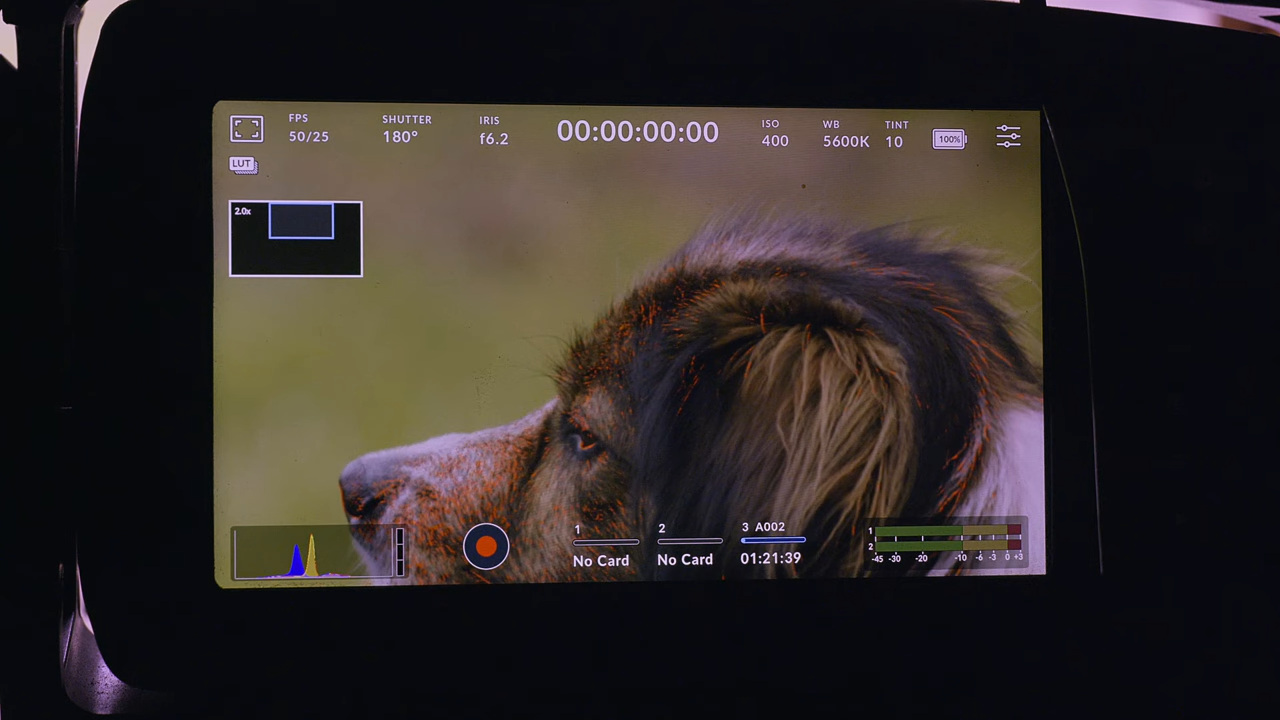 FPS
50/25
SHUTTER
180°
IRIS
f6.2
00:00:00:00
ISO
400
WB
5600K
TINT
10
100%
LUT
2.0x
1
No Card
2
No Card
3 A002
01:21:39
1
2
-45 -30 -20 -10 -6 -3 0 +3